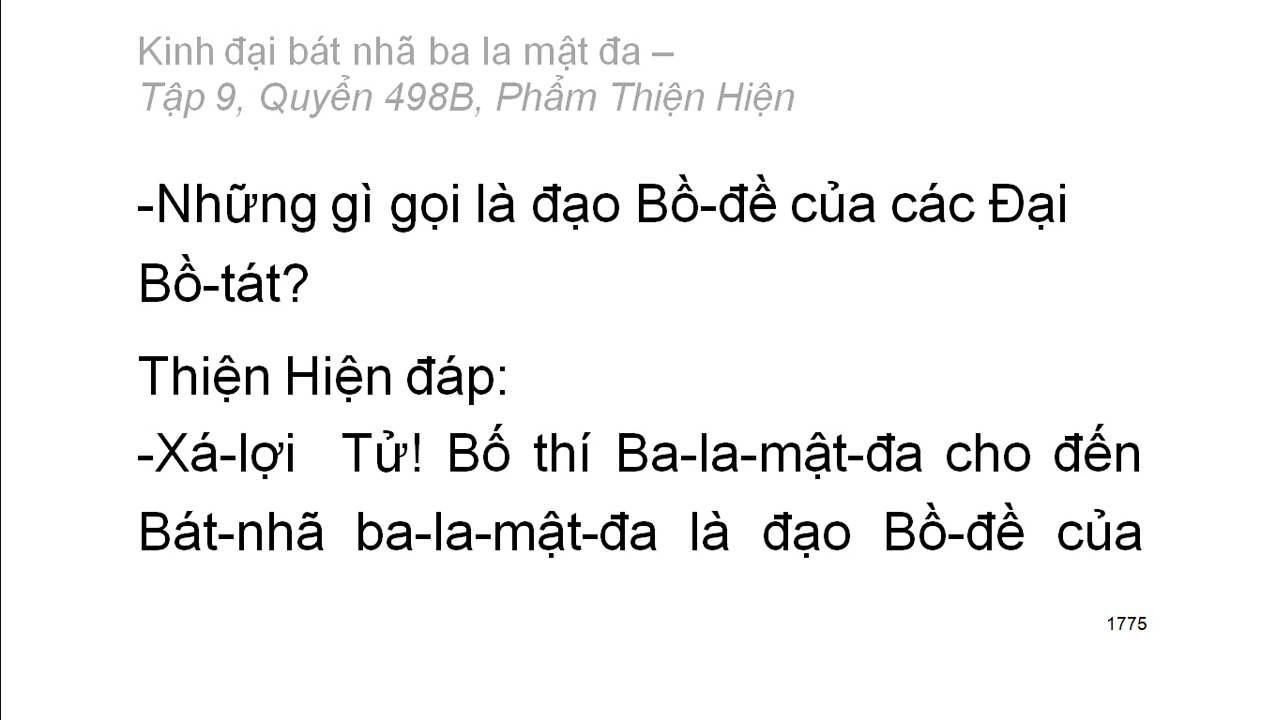 Kinh đại bát nhã ba la mật đa –
Tập 9, Quyển 498B, Phẩm Thiện Hiện
-Những gì gọi là đạo Bồ-đề của các Đại
Bồ-tát?
Thiện Hiện đáp:
-Xá-lợi Tử! Bố thí Ba-la-mật-đa cho đến
Bát-nhã ba-la-mật-đa là đạo Bồ-đề của
1775